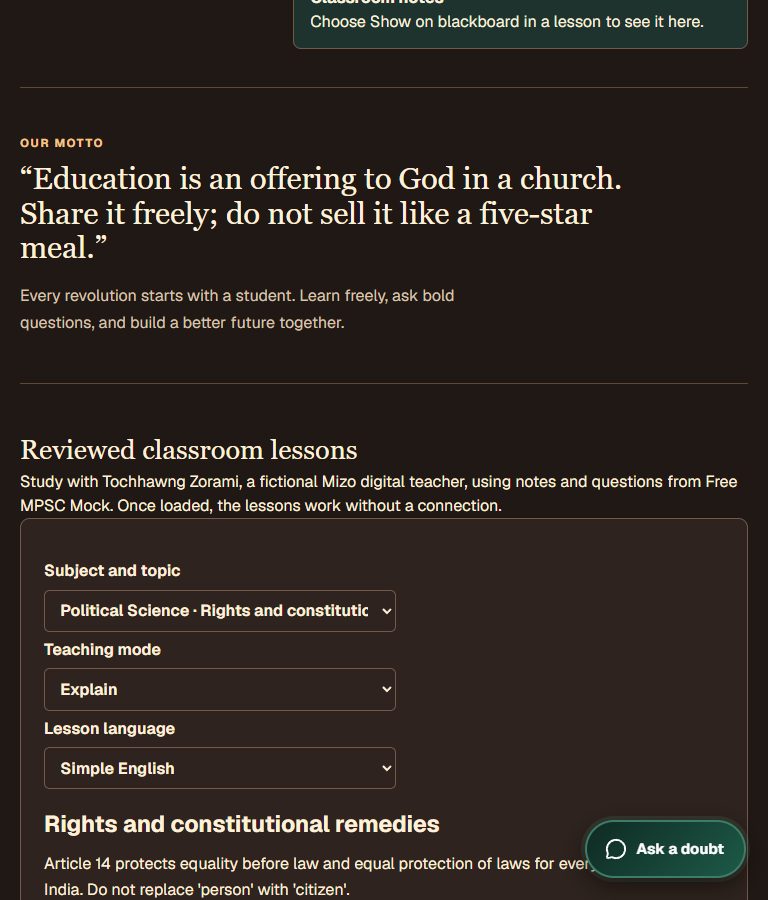 Choose Show on blackboard in a lesson to see it here.
OUR MOTTO
“Education is an offering to God in a church.
Share it freely; do not sell it like a five-star
meal.”
Every revolution starts with a student. Learn freely, ask bold
questions, and build a better future together.
Reviewed classroom lessons
Study with Tochhawng Zorami, a fictional Mizo digital teacher, using notes and questions from Free
MPSC Mock. Once loaded, the lessons work without a connection.
Subject and topic
Political Science · Rights and constitutio
Teaching mode
Explain
Lesson language
Simple English
Rights and constitutional remedies
Article 14 protects equality before law and equal protection of laws for every
Ask a doubt
India. Do not replace 'person' with 'citizen'.